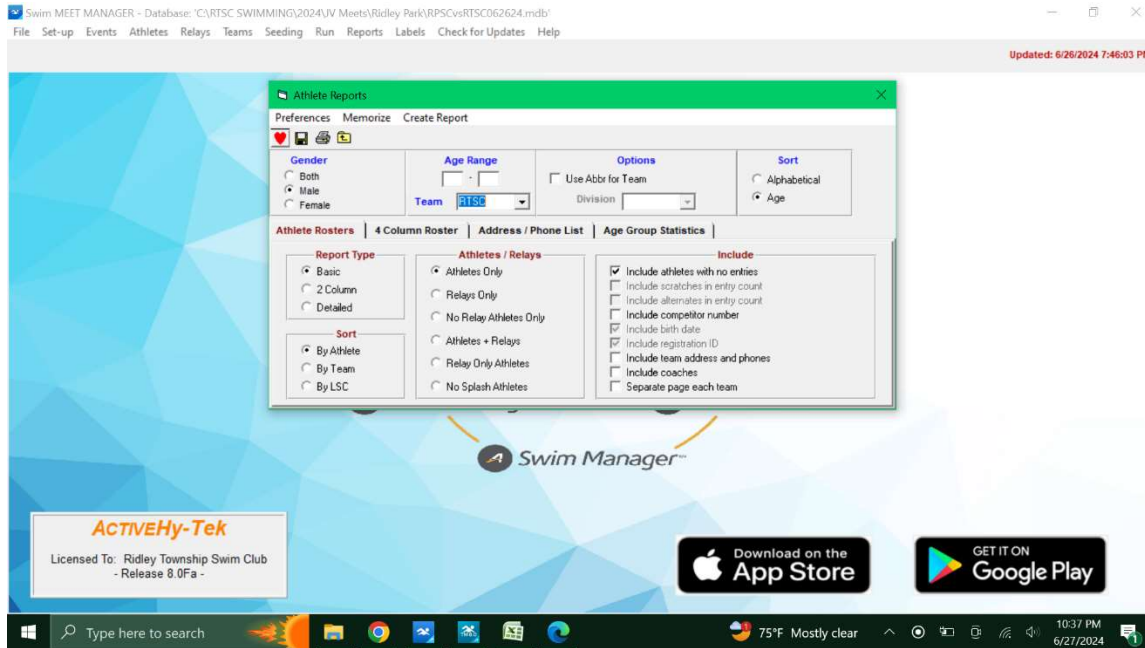 Swim MEET MANAGER - Database: 'C:\RTSC SWIMMING\2024\JV Meets\Ridley Park\RPSCvsRTSC062624.mdb'
File Set-up Events Athletes Relays Teams Seeding Run Reports Labels Check for Updates Help
Updated: 6/26/2024 7:46:03 PM
Athlete Reports
Preferences Memorize Create Report
Gender
Both
Male
Female
Age Range
-
Team RTSC
Options
Use Abbr for Team
Division
Sort
Alphabetical
Age
Athlete Rosters 4 Column Roster Address / Phone List Age Group Statistics
Report Type
Basic
2 Column
Detailed
Sort
By Athlete
By Team
By LSC
Athletes / Relays
Athletes Only
Relays Only
No Relay Athletes Only
Athletes + Relays
Relay Only Athletes
No Splash Athletes
Include
Include athletes with no entries
Include scratches in entry count
Include alternates in entry count
Include competitor number
Include birth date
Include registration ID
Include team address and phones
Include coaches
Separate page each team
Swim Manager
ACTIVEHy-Tek
Licensed To: Ridley Township Swim Club
- Release 8.0Fa -
Download on the
App Store
GET IT ON
Google Play
Type here to search
75°F Mostly clear
10:37 PM
6/27/2024
1